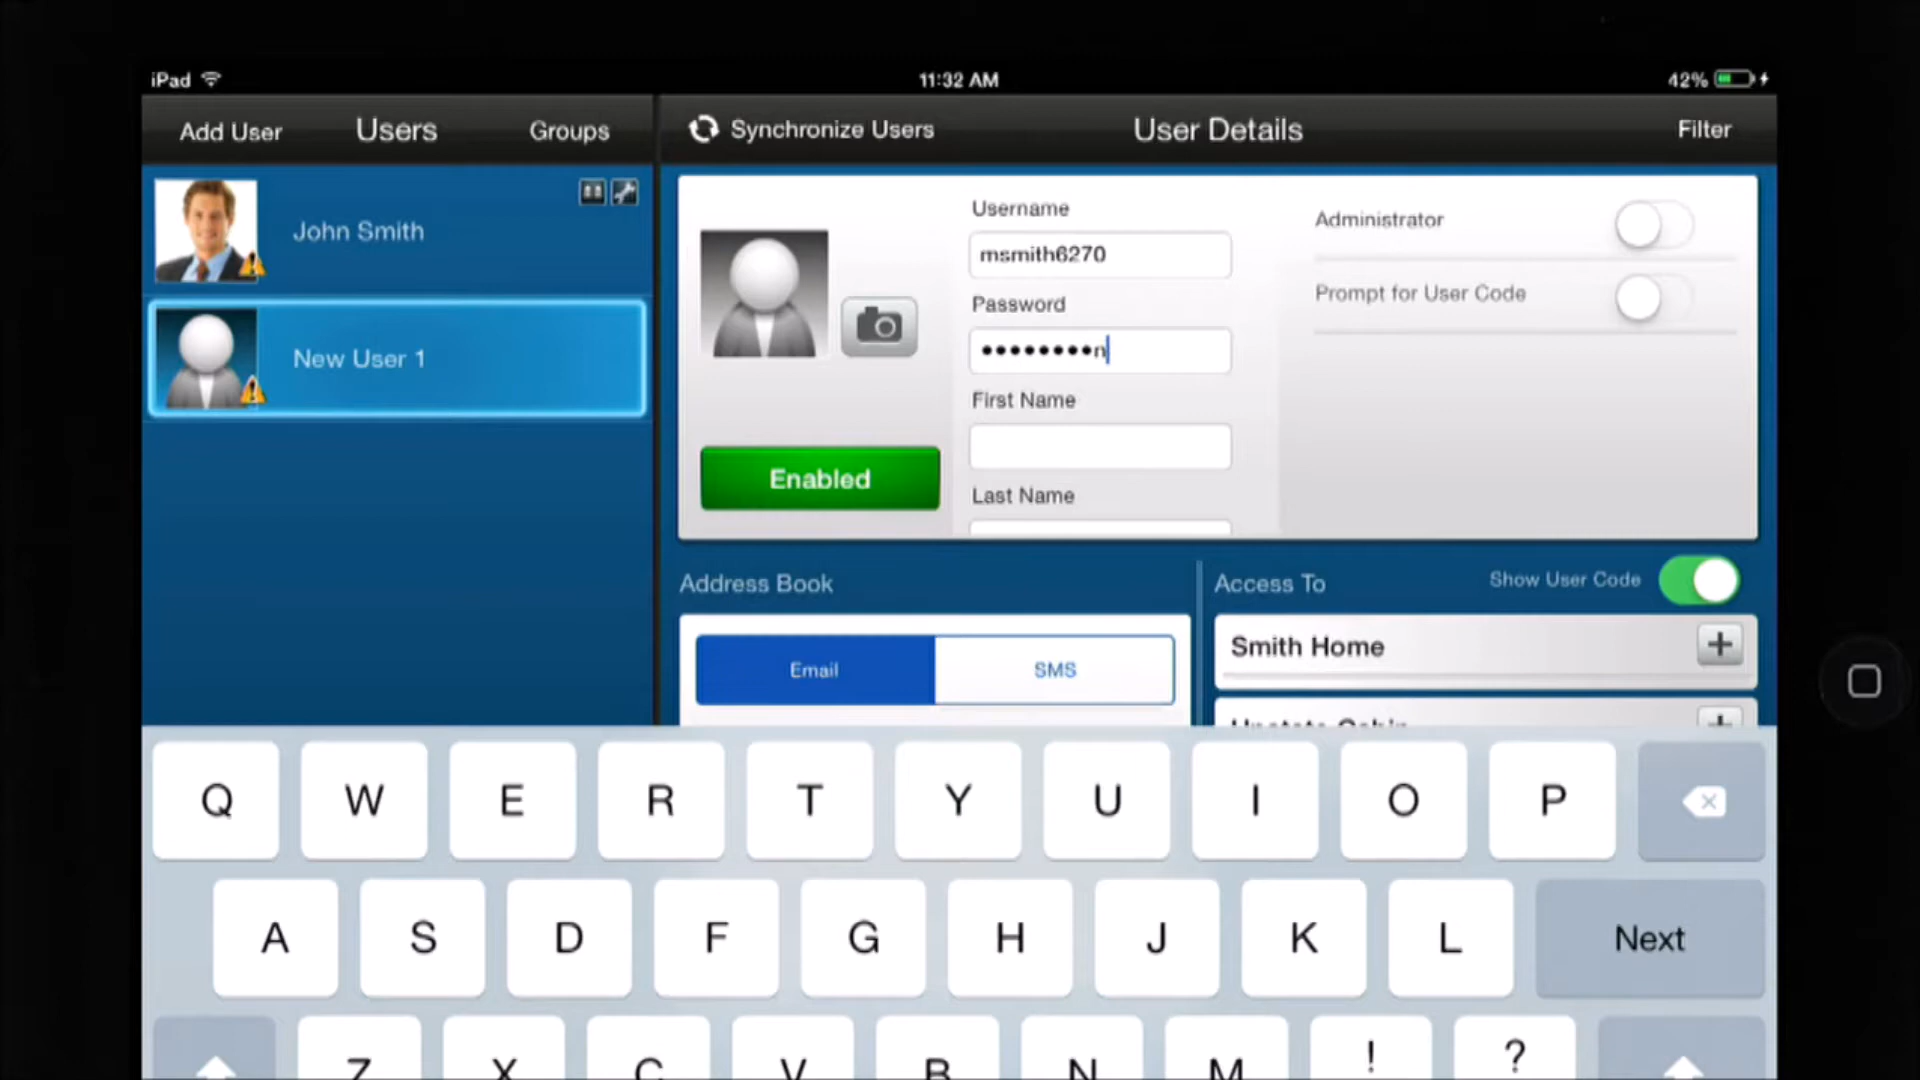 iPad
11:32 AM
42%
Add User
Users
Groups
Synchronize Users
User Details
Filter
John Smith
New User 1
Username
msmith6270
Password
••••••••n
First Name
Last Name
Enabled
Administrator
Prompt for User Code
Address Book
Email
SMS
Access To
Show User Code
Smith Home
Upstate Cabin
Q W E R T Y U I O P
A S D F G H J K L Next
Z X C V B N M ! ?